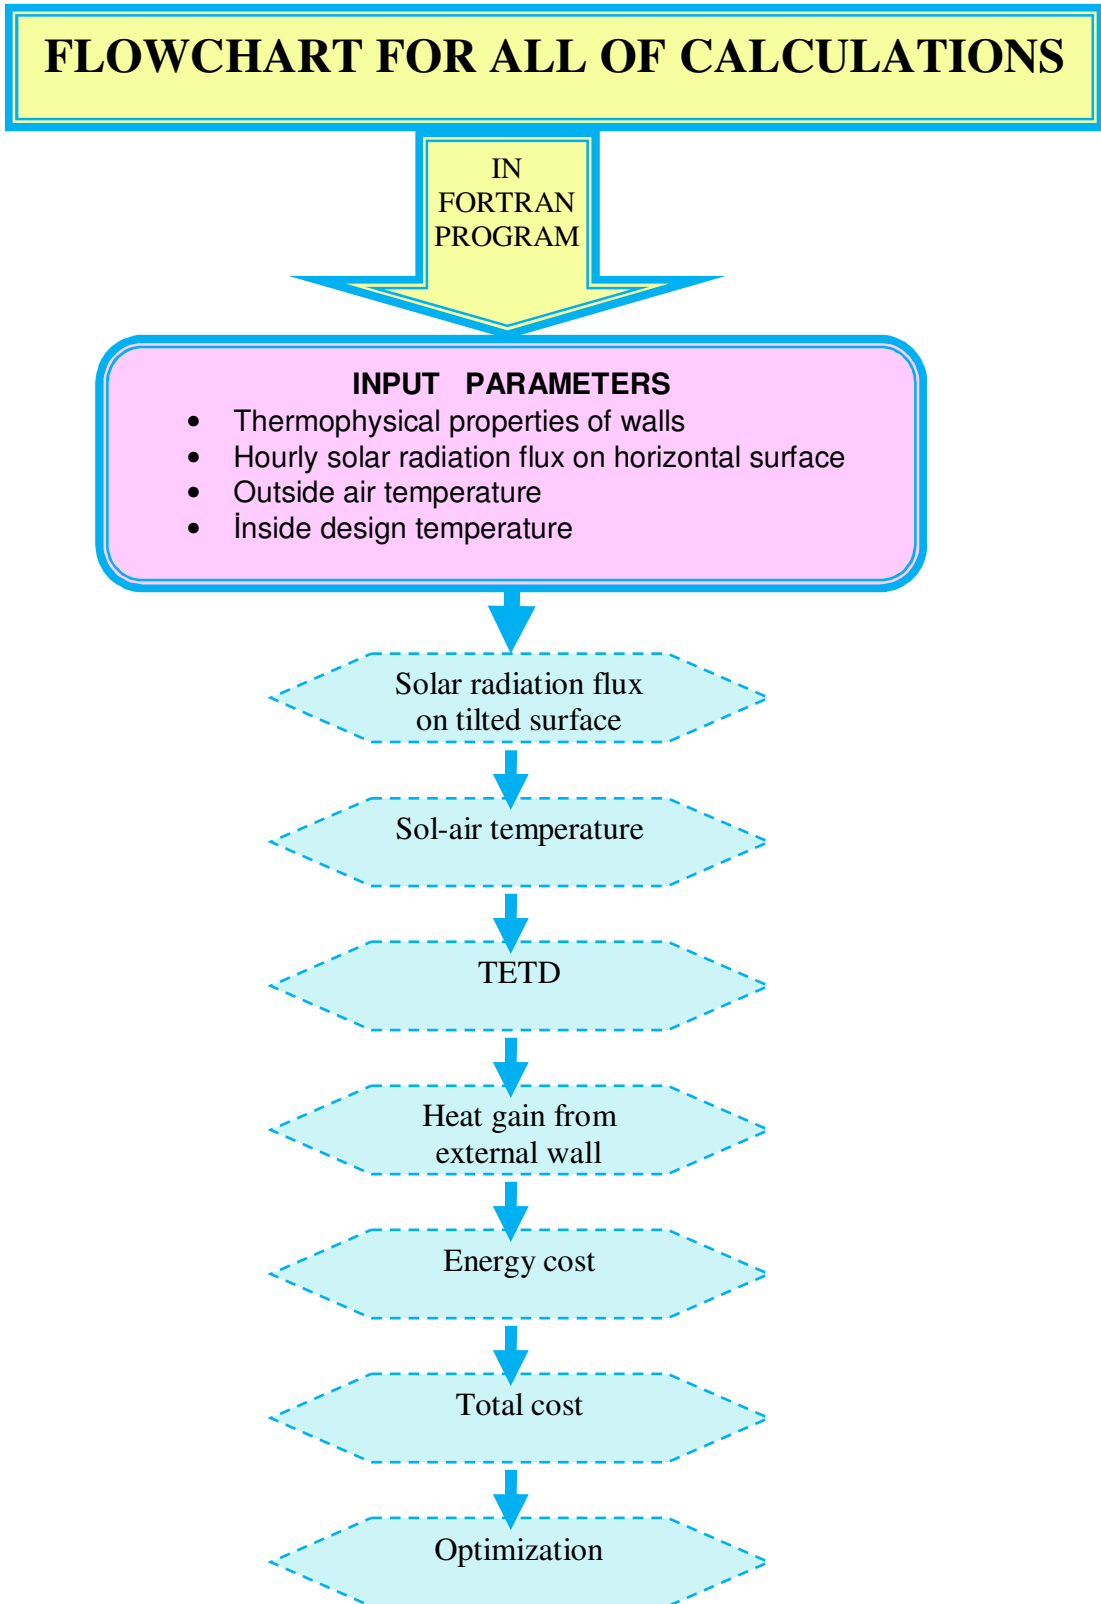 FLOWCHART FOR ALL OF CALCULATIONS
IN
FORTRAN
PROGRAM
INPUT PARAMETERS
• Thermophysical properties of walls
• Hourly solar radiation flux on horizontal surface
• Outside air temperature
• İnside design temperature
Solar radiation flux
on tilted surface
Sol-air temperature
TETD
Heat gain from
external wall
Energy cost
Total cost
Optimization